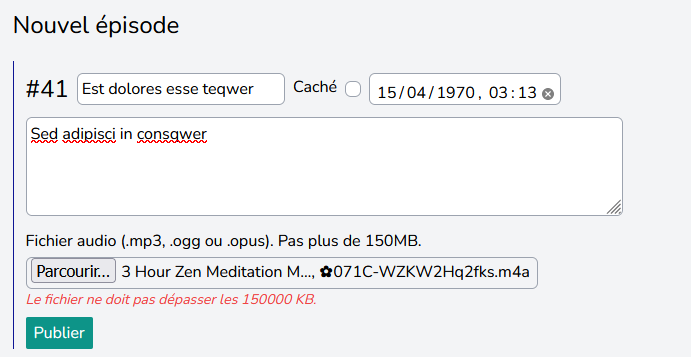 Nouvel épisode
#41 Est dolores esse teqwer Caché 15/04/1970, 03:13
Sed adipisci in consqwer
Fichier audio (.mp3, .ogg ou .opus). Pas plus de 150MB.
Parcourir... 3 Hour Zen Meditation M..., ✿071C-WZKW2Hq2fks.m4a
Le fichier ne doit pas dépasser les 150000 KB.
Publier